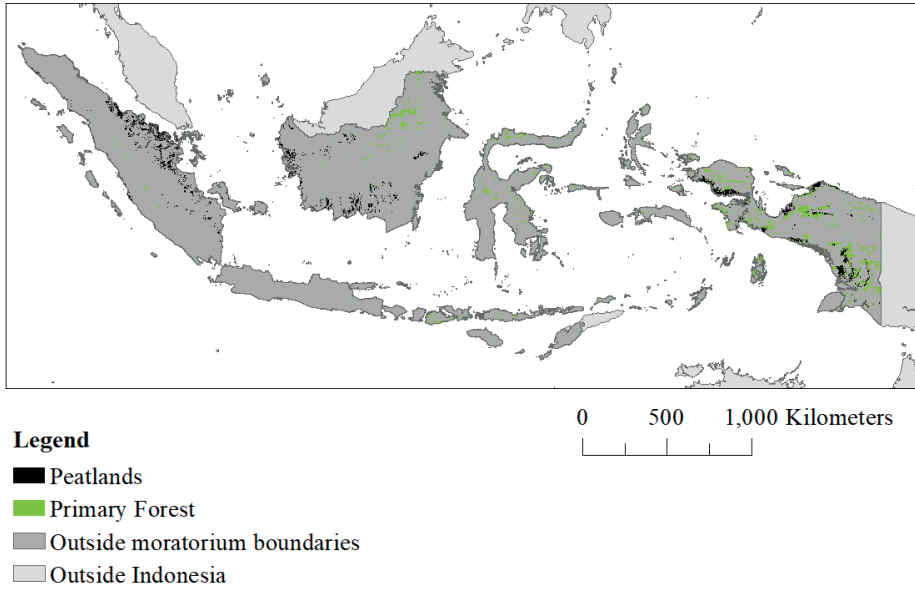 0 500 1,000 Kilometers
Legend
Peatlands
Primary Forest
Outside moratorium boundaries
Outside Indonesia